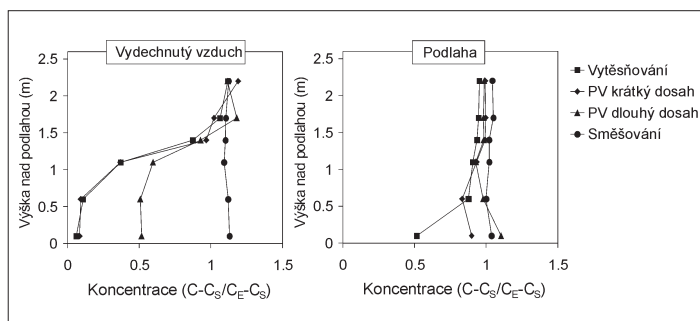 Vydechnutý vzduch
Výška nad podlahou (m)
2.5
2
1.5
1
0.5
0
0
0.5
1
1.5
Koncentrace (C-CS/CE-CS)
Podlaha
Výška nad podlahou (m)
2.5
2
1.5
1
0.5
0
0
0.5
1
1.5
Koncentrace (C-CS/CE-CS)
Vytěsňování
PV krátký dosah
PV dlouhý dosah
Směšování